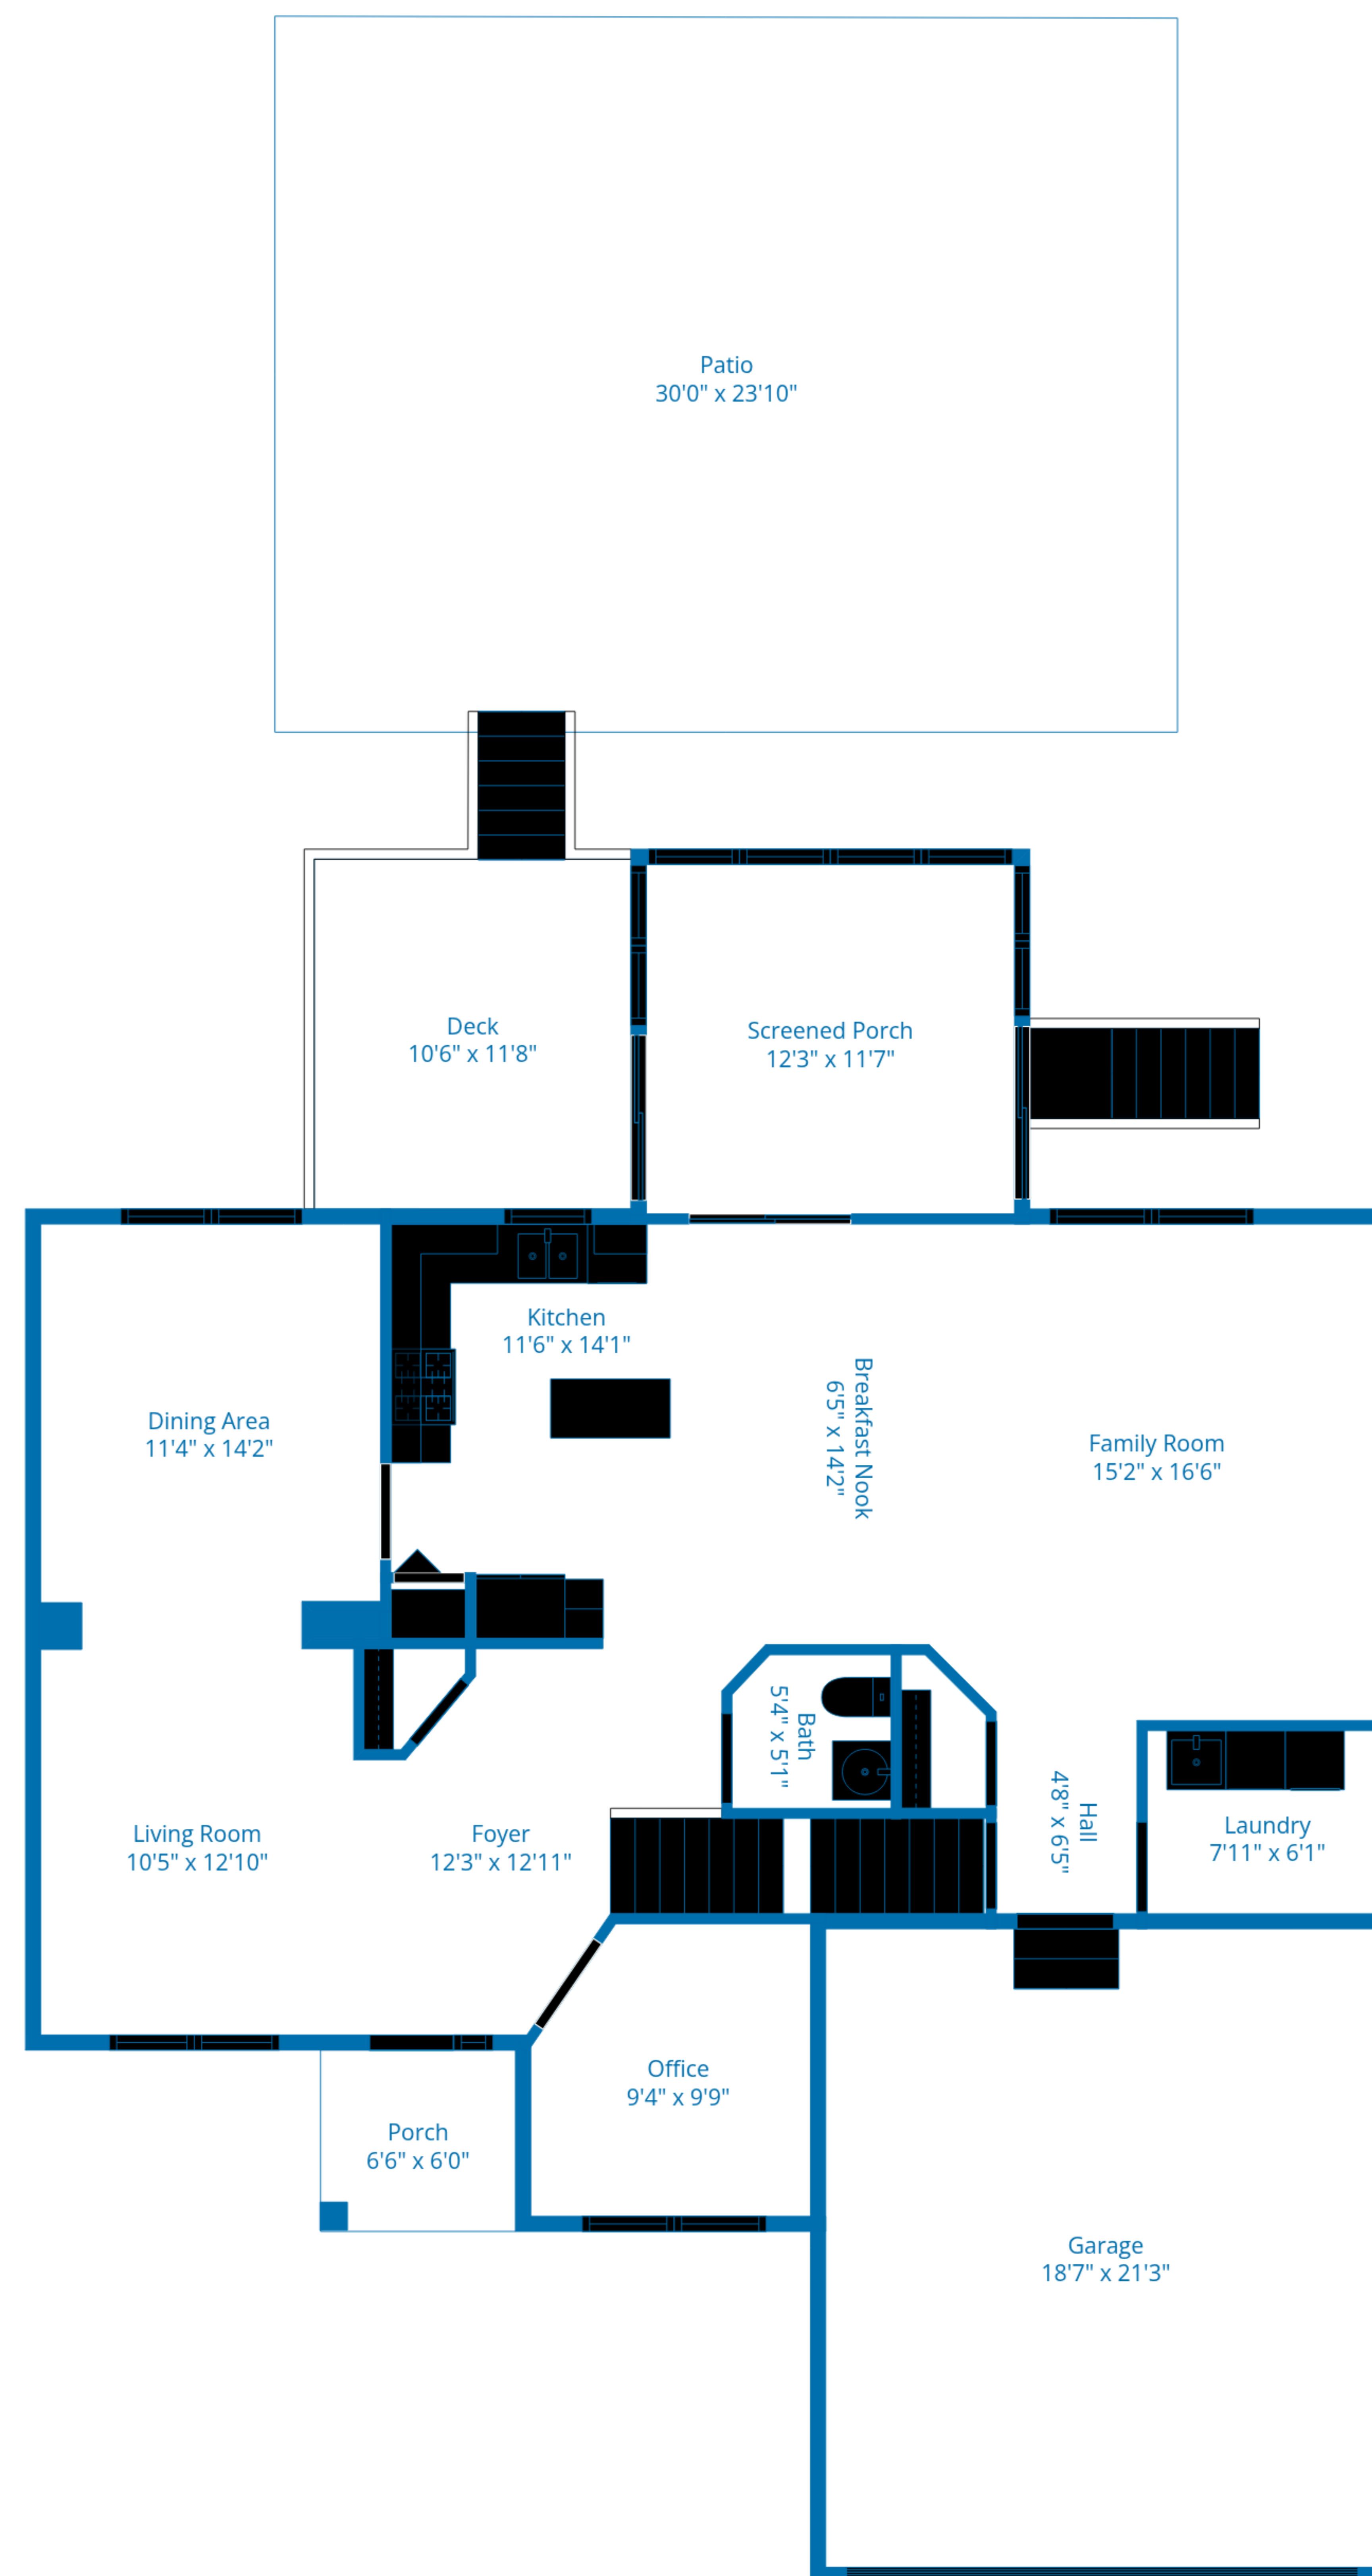 Patio
30'0" x 23'10"
Deck
10'6" x 11'8"
Screened Porch
12'3" x 11'7"
Kitchen
11'6" x 14'1"
Breakfast Nook
6'5" x 14'2"
Dining Area
11'4" x 14'2"
Family Room
15'2" x 16'6"
Bath
5'4" x 5'1"
Hall
4'8" x 6'5"
Laundry
7'11" x 6'1"
Living Room
10'5" x 12'10"
Foyer
12'3" x 12'11"
Office
9'4" x 9'9"
Porch
6'6" x 6'0"
Garage
18'7" x 21'3"